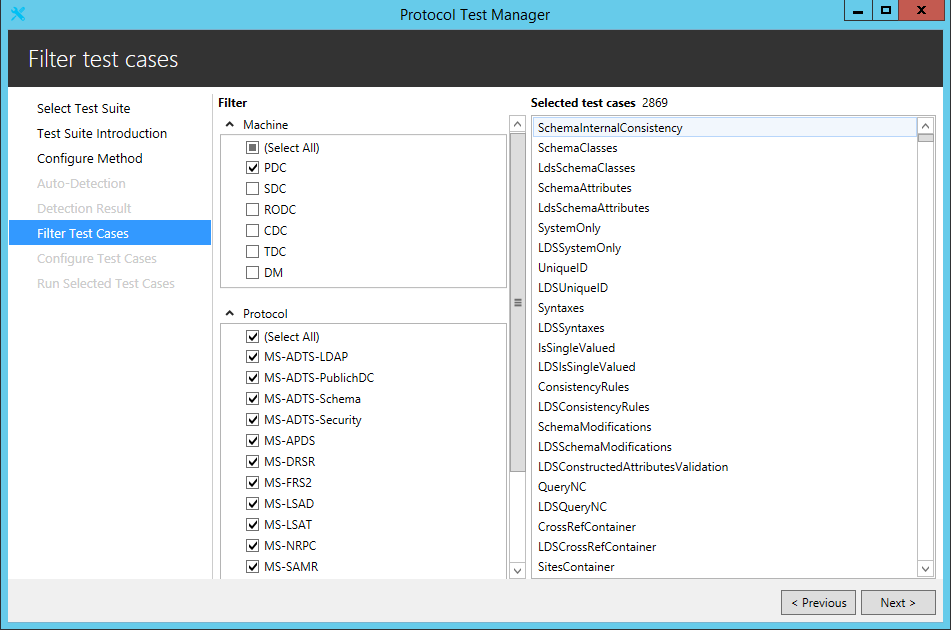 Protocol Test Manager
Filter test cases
Select Test Suite
Test Suite Introduction
Configure Method
Auto-Detection
Detection Result
Filter Test Cases
Configure Test Cases
Run Selected Test Cases
Filter
Machine
(Select All)
PDC
SDC
RODC
CDC
TDC
DM
Protocol
(Select All)
MS-ADTS-LDAP
MS-ADTS-PublichDC
MS-ADTS-Schema
MS-ADTS-Security
MS-APDS
MS-DRSR
MS-FRS2
MS-LSAD
MS-LSAT
MS-NRPC
MS-SAMR
Selected test cases 2869
SchemaInternalConsistency
SchemaClasses
LdsSchemaClasses
SchemaAttributes
LdsSchemaAttributes
SystemOnly
LDSSystemOnly
UniqueID
LDSUniqueID
Syntaxes
LDSSyntaxes
IsSingleValued
LDSIsSingleValued
ConsistencyRules
LDSConsistencyRules
SchemaModifications
LDSSchemaModifications
LDSConstructedAttributesValidation
QueryNC
LDSQueryNC
CrossRefContainer
LDSCrossRefContainer
SitesContainer
< Previous
Next >